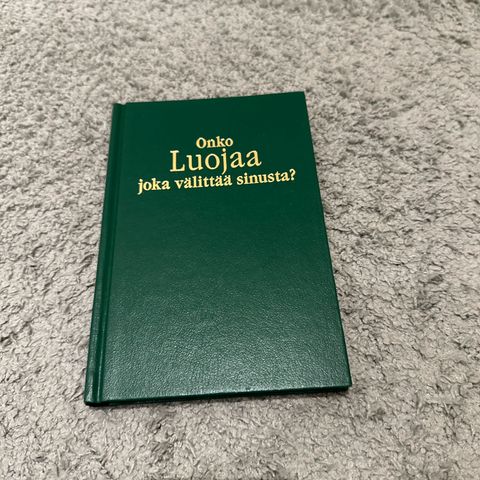 Onko
Luojaa
joka välittää sinusta?